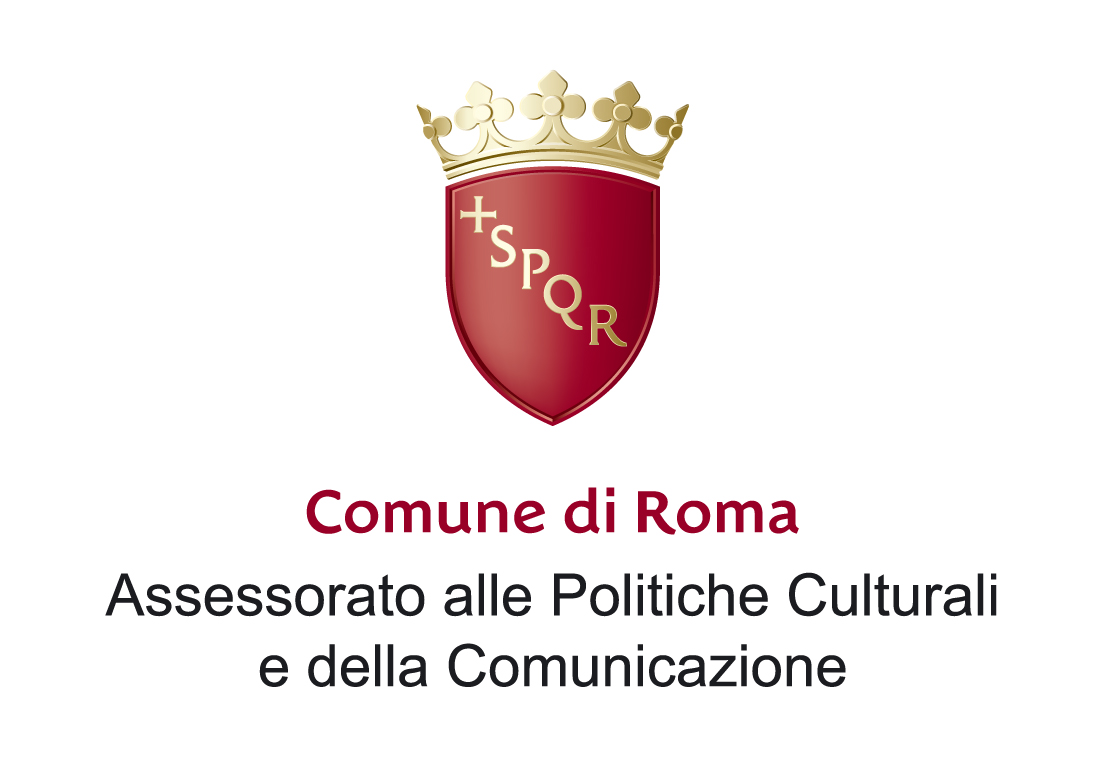 +SPQR
Comune di Roma
Assessorato alle Politiche Culturali
e della Comunicazione